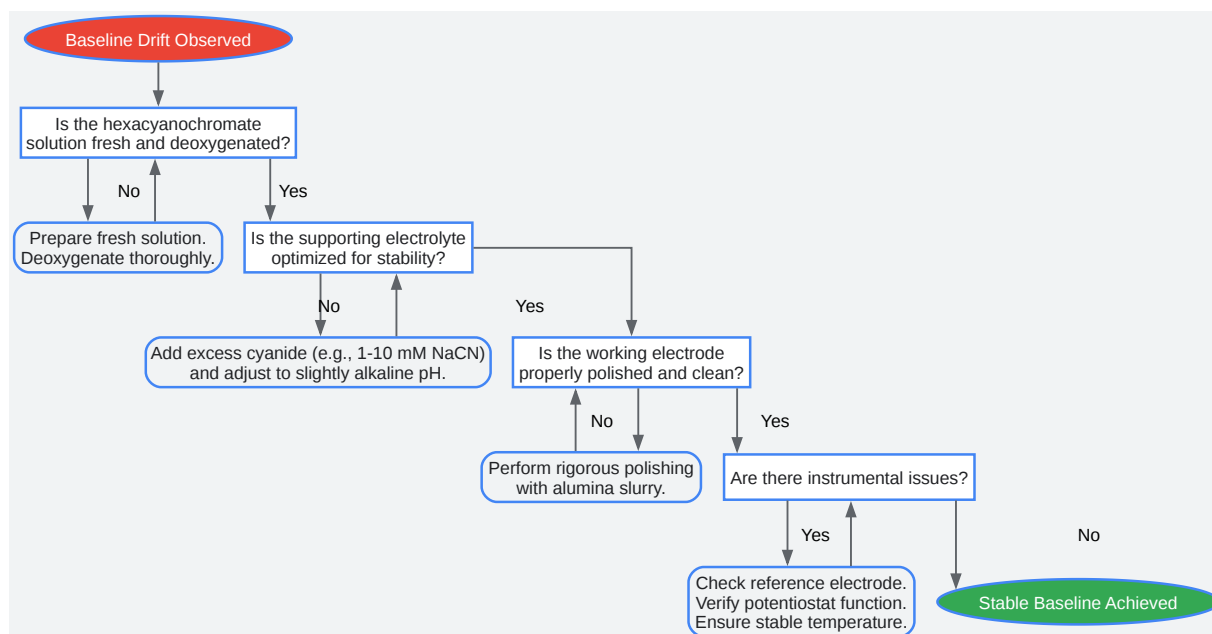 Baseline Drift Observed
Is the hexacyanochromate
solution fresh and deoxygenated?
No
Yes
Prepare fresh solution.
Deoxygenate thoroughly.
Is the supporting electrolyte
optimized for stability?
No
Yes
Add excess cyanide (e.g., 1-10 mM NaCN)
and adjust to slightly alkaline pH.
Is the working electrode
properly polished and clean?
No
Yes
Perform rigorous polishing
with alumina slurry.
Are there instrumental issues?
Yes
No
Check reference electrode.
Verify potentiostat function.
Ensure stable temperature.
Stable Baseline Achieved